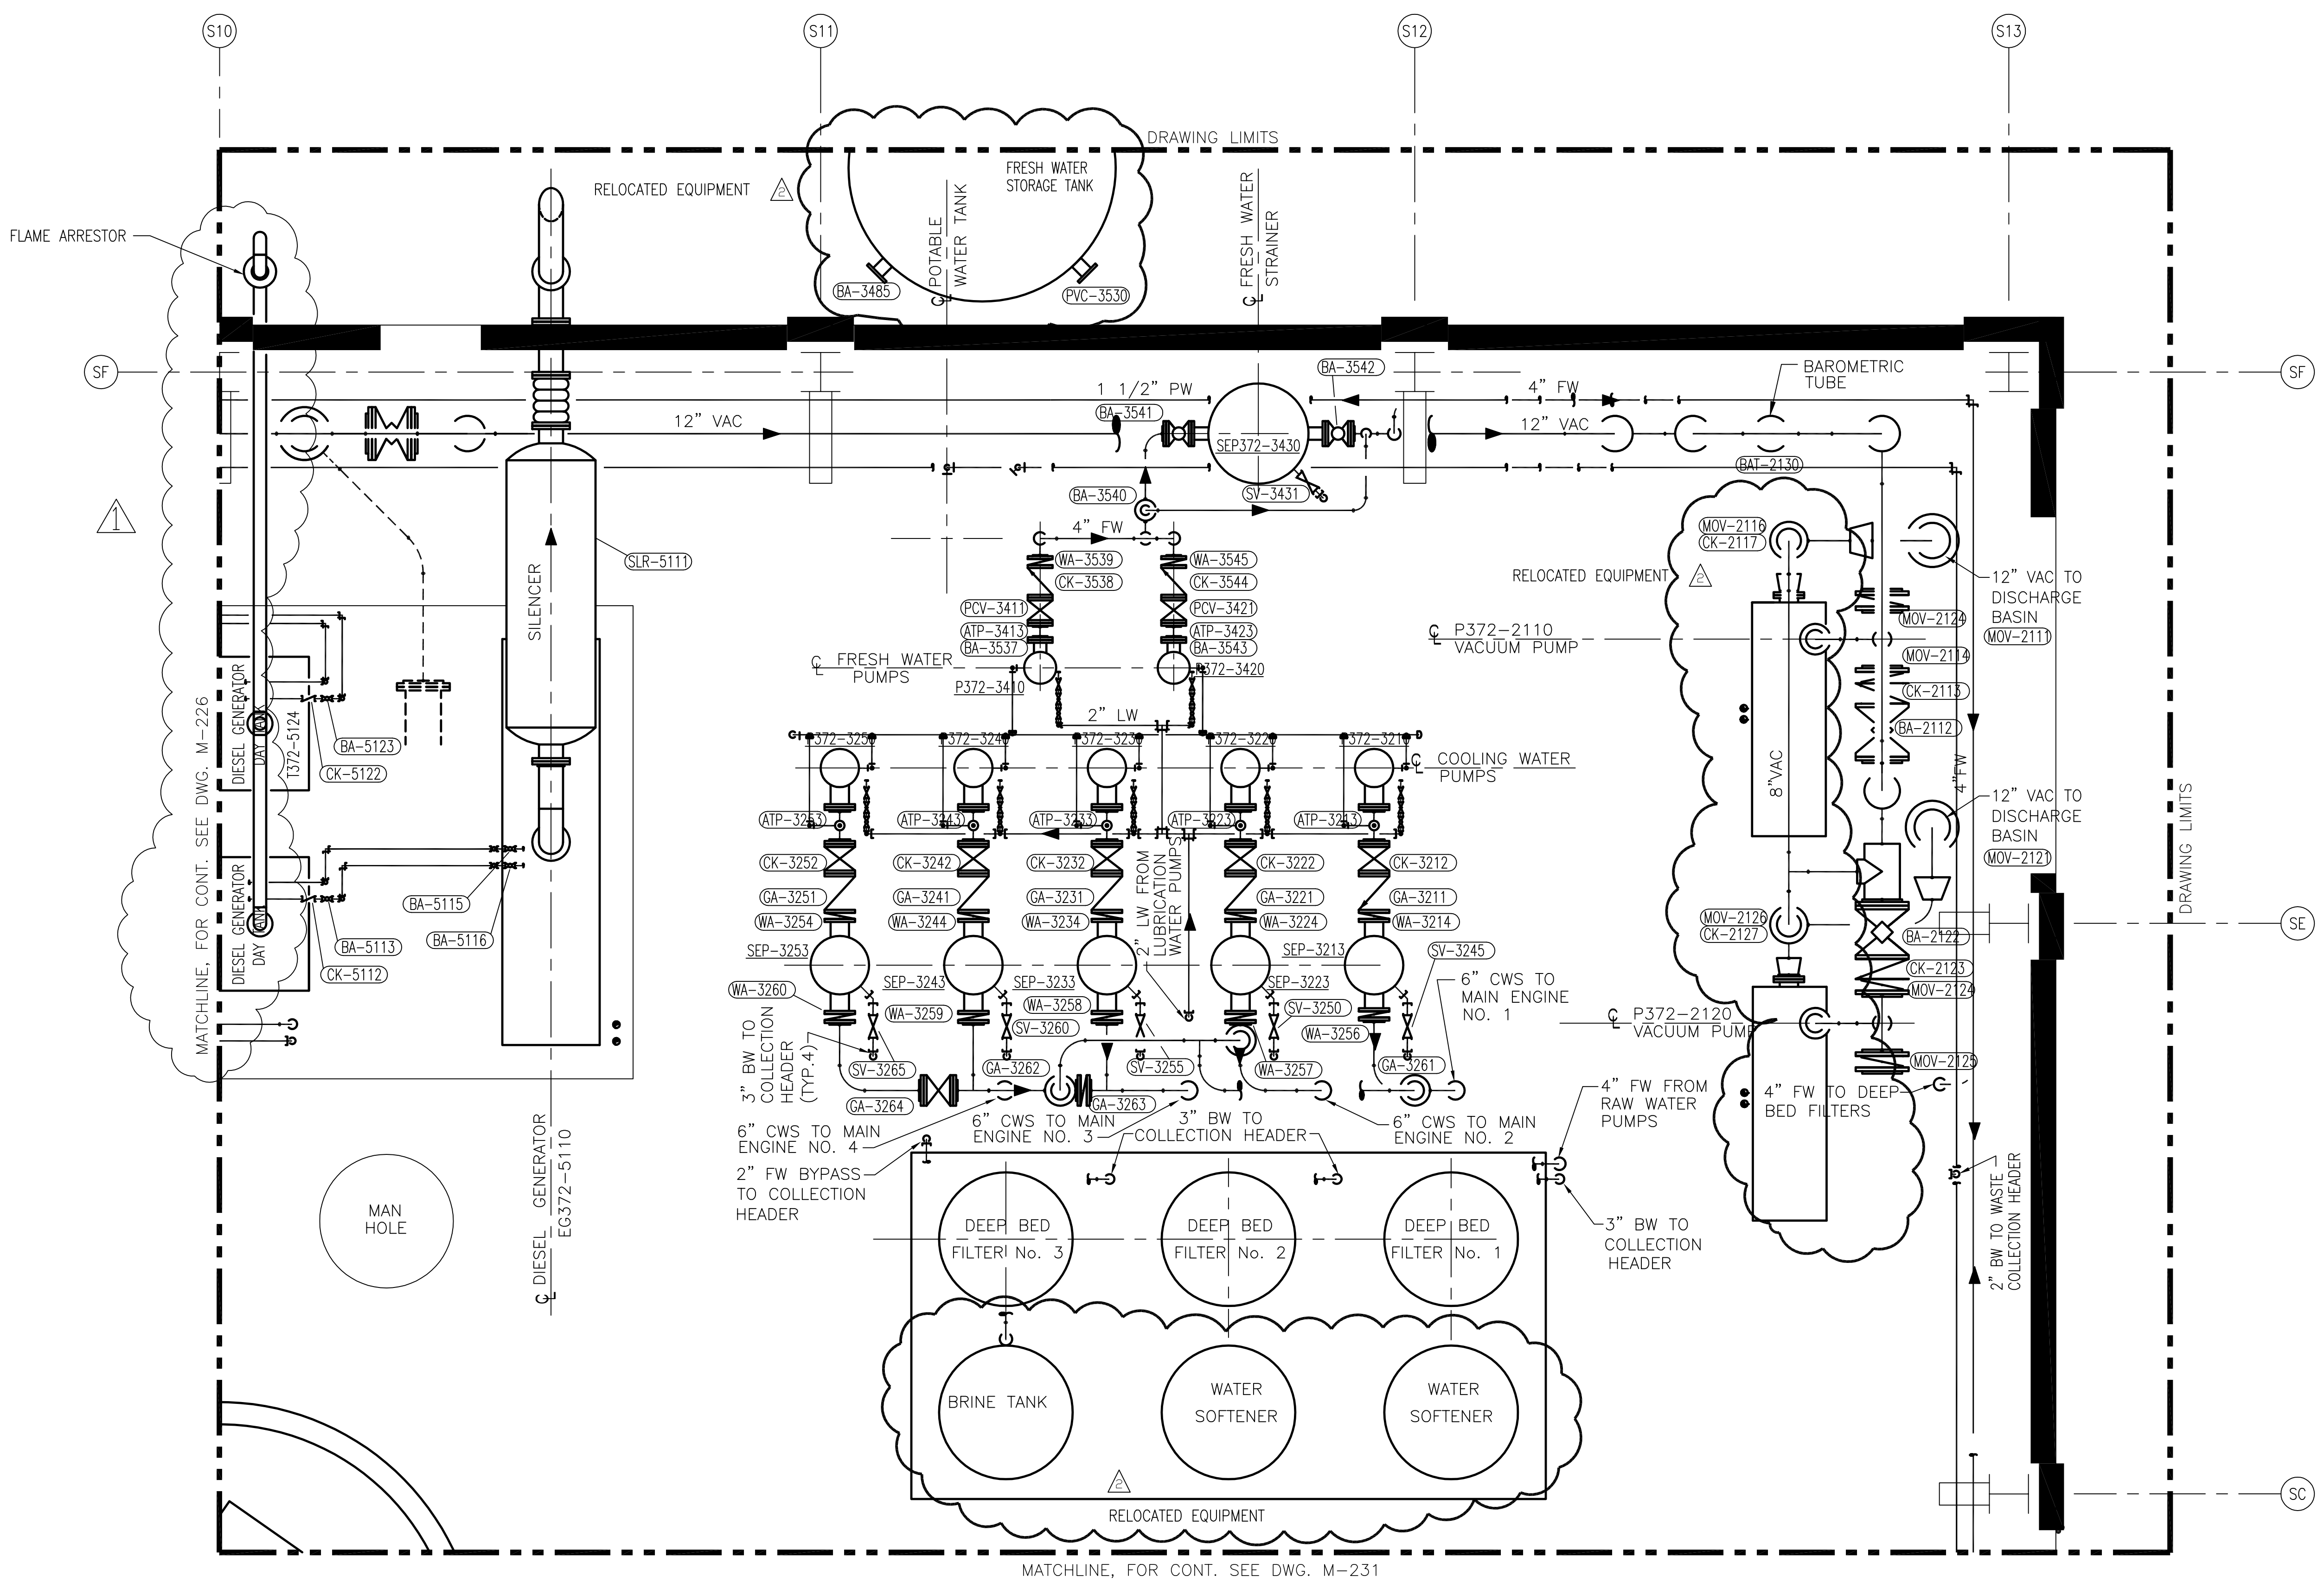 S10
S11
S12
S13
DRAWING LIMITS
FRESH WATER
STORAGE TANK
RELOCATED EQUIPMENT
2
POTABLE
WATER TANK
FRESH WATER
STRAINER
FLAME ARRESTOR
BA-3485
PVC-3530
SF
SF
BA-3542
BAROMETRIC
TUBE
1 1/2" PW
4" FW
BA-3541
12" VAC
12" VAC
SEP372-3430
BAT-2130
BA-3540
SV-3431
1
4" FW
MOV-2116
CK-2117
SLR-5111
SILENCER
WA-3539
WA-3545
CK-3538
CK-3544
RELOCATED EQUIPMENT
2
12" VAC TO
DISCHARGE
BASIN
MOV-2111
PCV-3411
PCV-3421
MOV-2124
ATP-3413
ATP-3423
BA-3537
BA-3543
℄ P372-2110
VACUUM PUMP
MOV-2114
℄ FRESH WATER
PUMPS
P372-3410
P372-3420
CK-2113
DIESEL GENERATOR
DAY TANK
T372-5124
MATCHLINE, FOR CONT. SEE DWG. M-226
2" LW
BA-2112
BA-5123
CK-5122
372-325
372-324
372-323
372-322
372-321
℄ COOLING WATER
PUMPS
8"VAC
4"FW
12" VAC TO
DISCHARGE
BASIN
MOV-2121
DRAWING LIMITS
ATP-3253
ATP-3243
ATP-3233
ATP-3223
ATP-3213
CK-3252
CK-3242
CK-3232
CK-3222
CK-3212
2" LW FROM
LUBRICATION
WATER PUMPS
GA-3251
GA-3241
GA-3231
GA-3221
GA-3211
WA-3254
WA-3244
WA-3234
WA-3224
WA-3214
DIESEL GENERATOR
DAY TANK
BA-5115
BA-5116
BA-5113
CK-5112
MOV-2126
CK-2127
BA-2122
SE
SEP-3253
SEP-3243
SEP-3233
SEP-3223
SEP-3213
SV-3245
CK-2123
MOV-2124
WA-3260
WA-3259
WA-3258
SV-3260
SV-3250
WA-3256
6" CWS TO
MAIN ENGINE
NO. 1
℄ P372-2120
VACUUM PUMP
3" BW TO
COLLECTION
HEADER
(TYP.4)
SV-3265
GA-3262
SV-3255
WA-3257
GA-3261
MOV-2125
GA-3264
GA-3263
4" FW FROM
RAW WATER
PUMPS
4" FW TO DEEP
BED FILTERS
6" CWS TO MAIN
ENGINE NO. 4
6" CWS TO MAIN
ENGINE NO. 3
3" BW TO
COLLECTION HEADER
6" CWS TO MAIN
ENGINE NO. 2
2" FW BYPASS
TO COLLECTION
HEADER
℄ DIESEL GENERATOR
EG372-5110
MAN
HOLE
DEEP BED
FILTER No. 3
DEEP BED
FILTER No. 2
DEEP BED
FILTER No. 1
3" BW TO
COLLECTION
HEADER
2" BW TO WASTE
COLLECTION HEADER
BRINE TANK
WATER
SOFTENER
WATER
SOFTENER
2
SC
RELOCATED EQUIPMENT
MATCHLINE, FOR CONT. SEE DWG. M-231